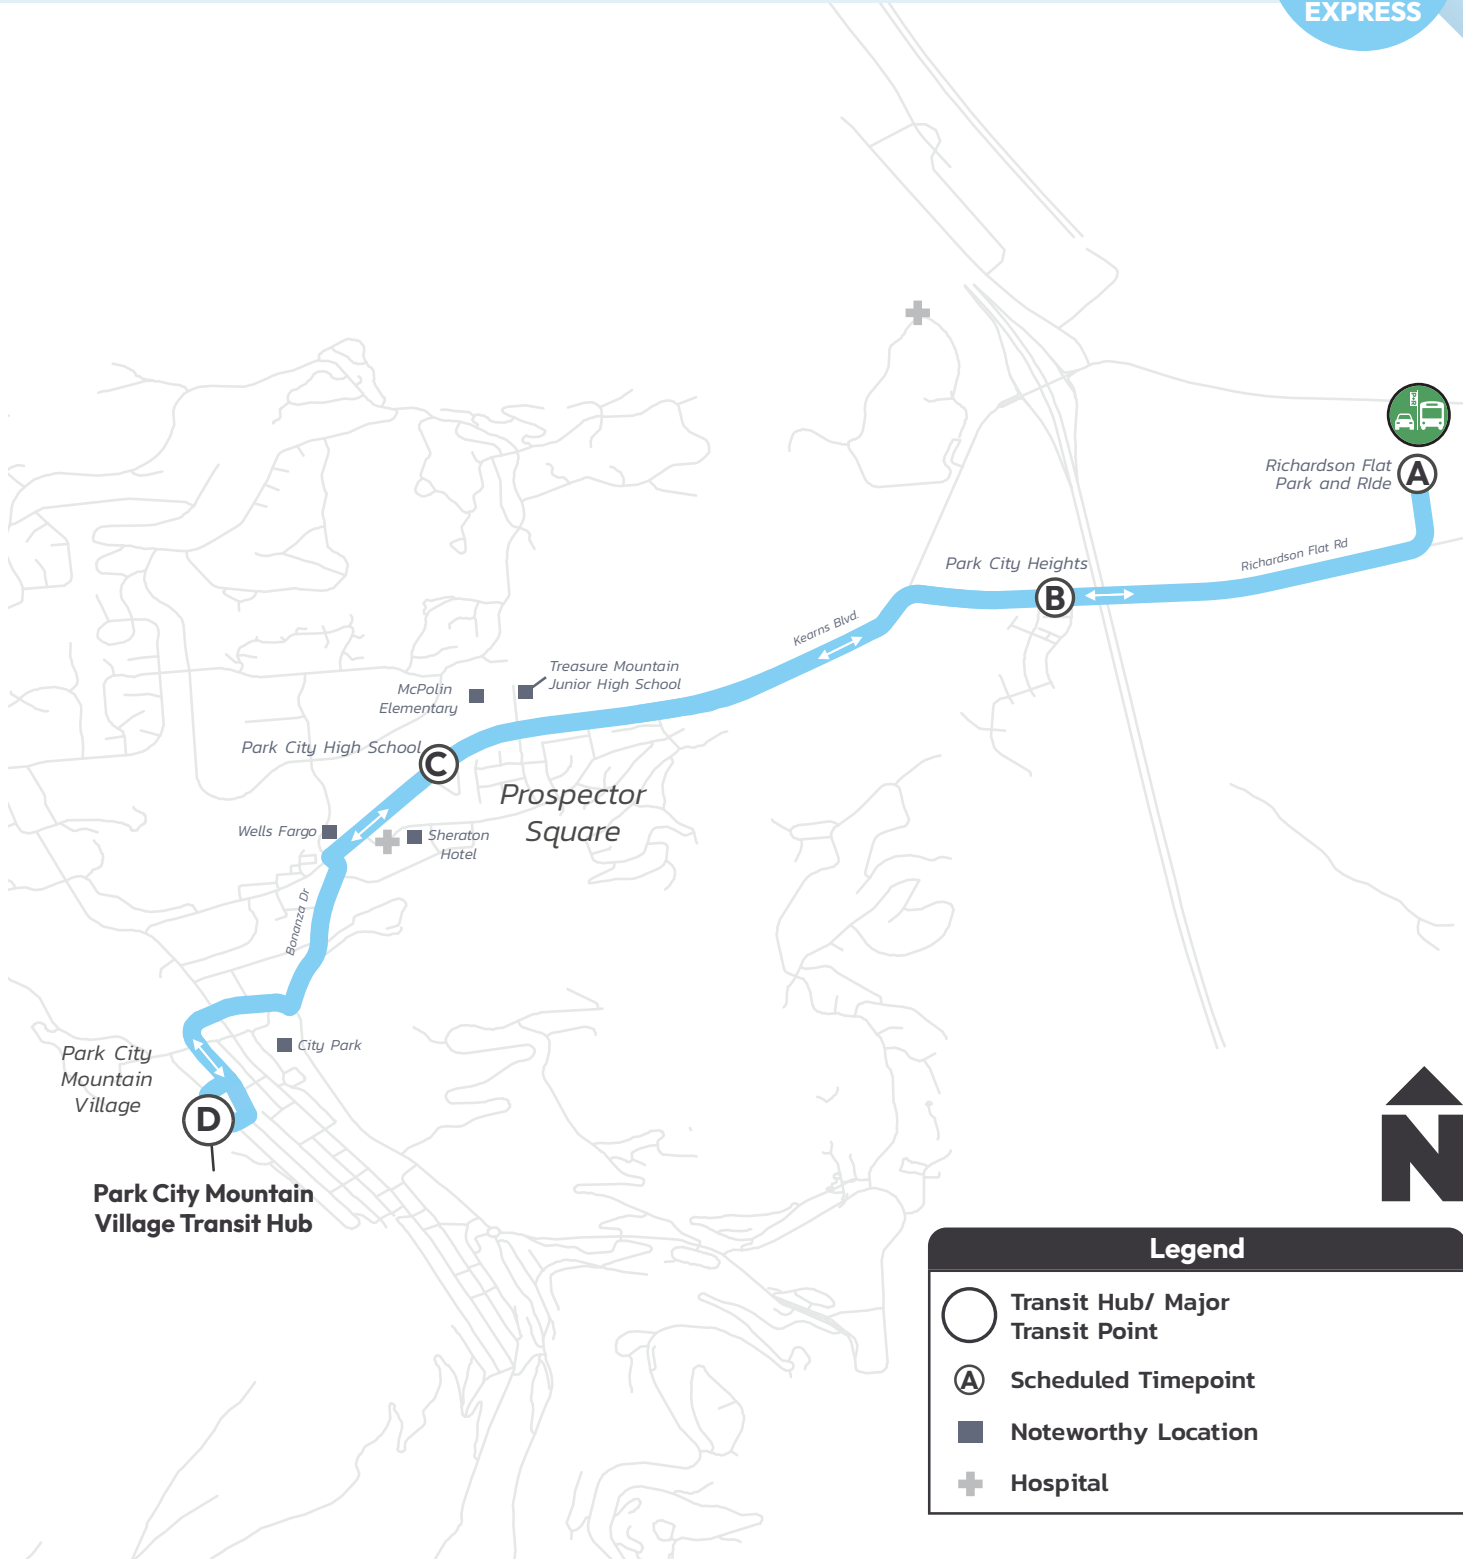 EXPRESS
Richardson Flat
Park and RIde
A
Richardson Flat Rd
Park City Heights
B
Kearns Blvd.
Treasure Mountain
Junior High School
McPolin
Elementary
Park City High School
C
Prospector
Square
Wells Fargo
Sheraton
Hotel
Bonanza Dr
City Park
Park City
Mountain
Village
D
Park City Mountain
Village Transit Hub
N
Legend
Transit Hub/ Major
Transit Point
A
Scheduled Timepoint
Noteworthy Location
Hospital